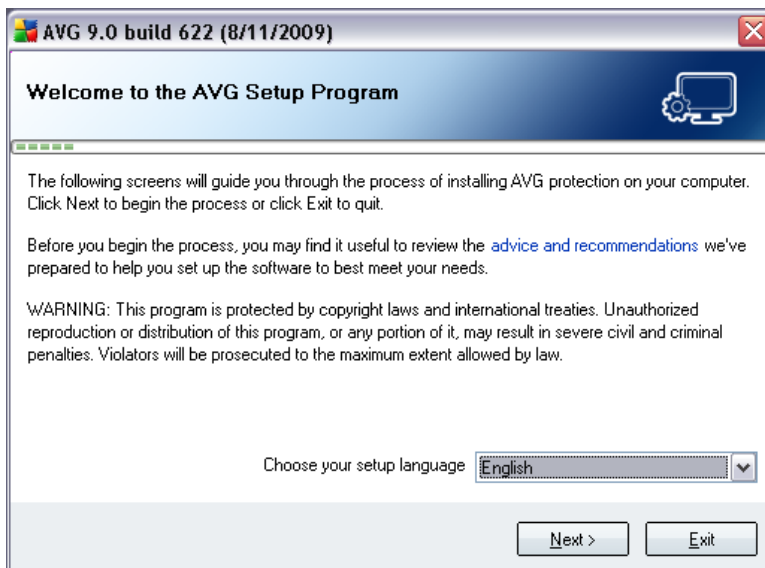 AVG 9.0 build 622 (8/11/2009)
Welcome to the AVG Setup Program
The following screens will guide you through the process of installing AVG protection on your computer.
Click Next to begin the process or click Exit to quit.
Before you begin the process, you may find it useful to review the advice and recommendations we've
prepared to help you set up the software to best meet your needs.
WARNING: This program is protected by copyright laws and international treaties. Unauthorized
reproduction or distribution of this program, or any portion of it, may result in severe civil and criminal
penalties. Violators will be prosecuted to the maximum extent allowed by law.
Choose your setup language English
Next > Exit